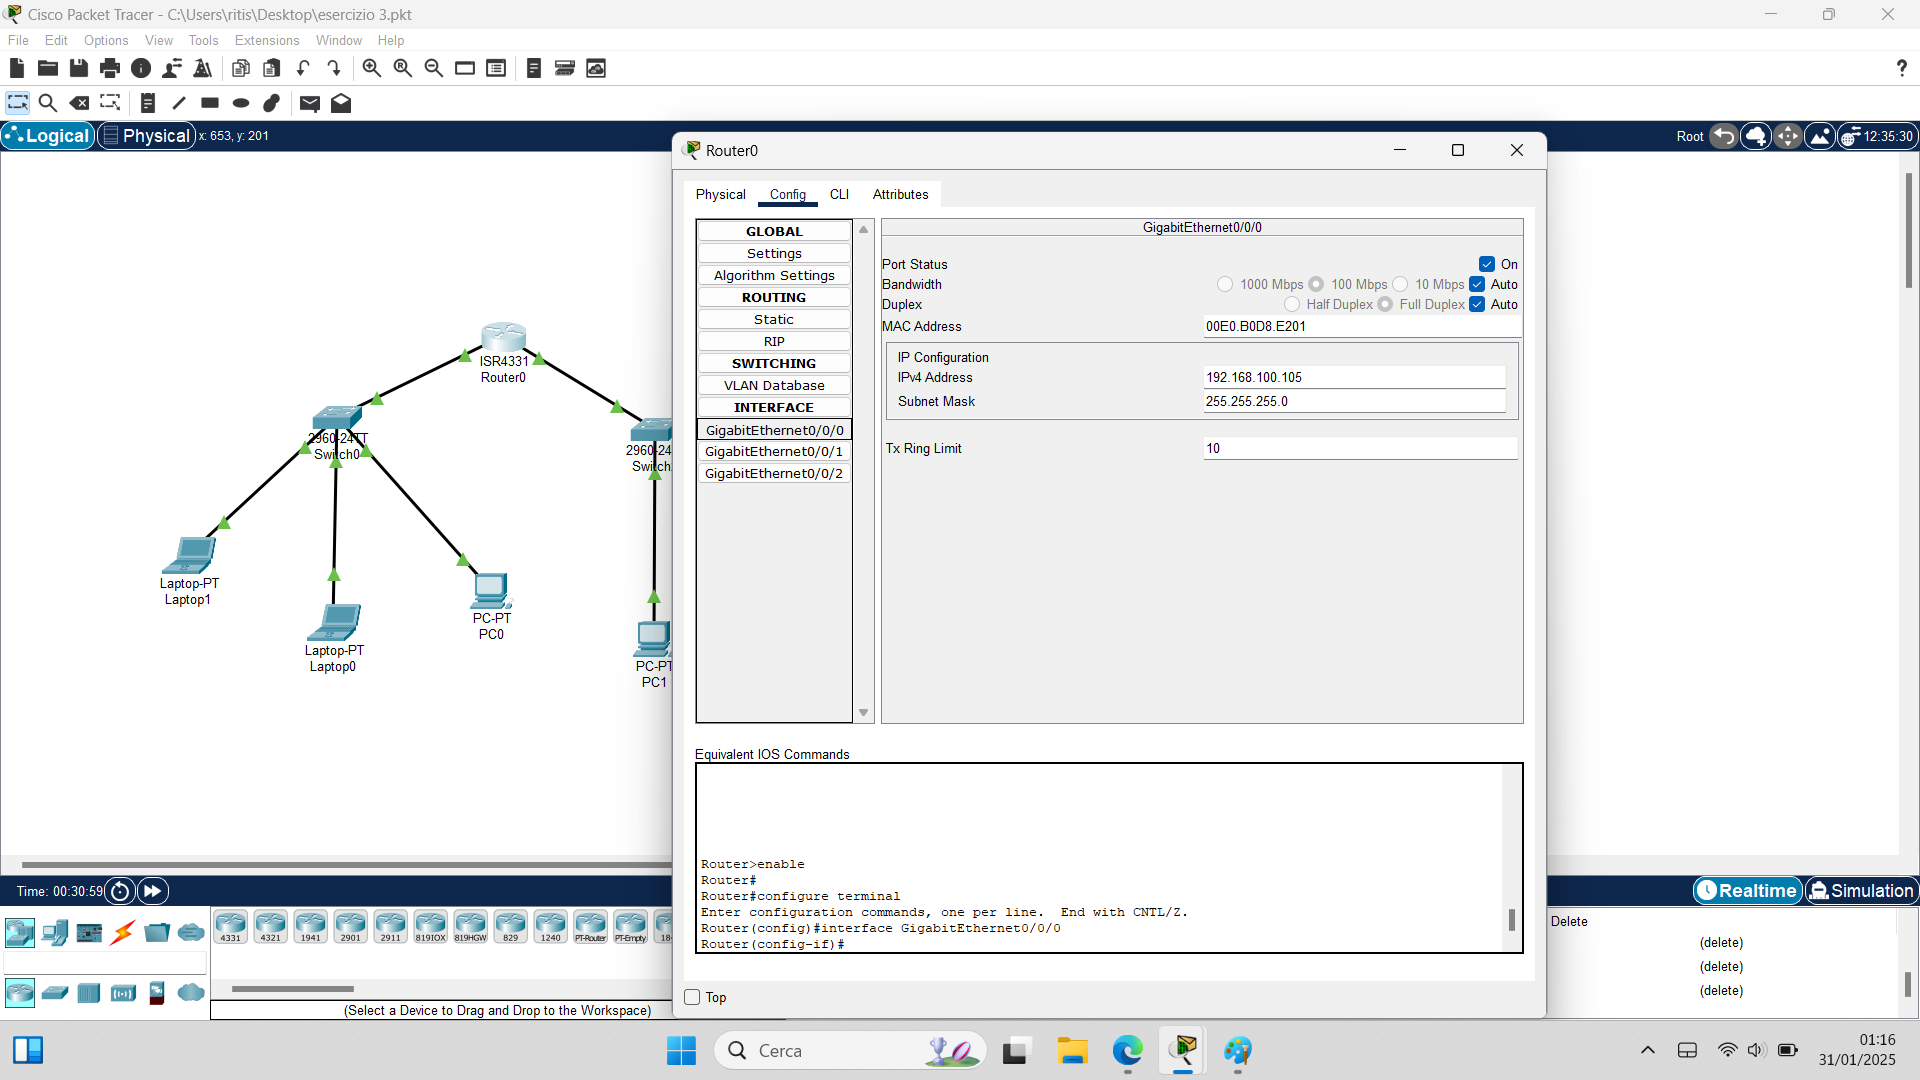 Cisco Packet Tracer - C:\Users\ritis\Desktop\esercizio 3.pkt
File Edit Options View Tools Extensions Window Help
?
Logical Physical x: 653, y: 201
Root 12:35:30
ISR4331
Router0
2960-24TT
Switch0
2960-24
Switch
Laptop-PT
Laptop1
Laptop-PT
Laptop0
PC-PT
PC0
PC-PT
PC1
Router0
Physical Config CLI Attributes
GLOBAL
Settings
Algorithm Settings
ROUTING
Static
RIP
SWITCHING
VLAN Database
INTERFACE
GigabitEthernet0/0/0
GigabitEthernet0/0/1
GigabitEthernet0/0/2
GigabitEthernet0/0/0
Port Status On
Bandwidth 1000 Mbps 100 Mbps 10 Mbps Auto
Duplex Half Duplex Full Duplex Auto
MAC Address 00E0.B0D8.E201
IP Configuration
IPv4 Address 192.168.100.105
Subnet Mask 255.255.255.0
Tx Ring Limit 10
Equivalent IOS Commands
Router>enable
Router#
Router#configure terminal
Enter configuration commands, one per line.  End with CNTL/Z.
Router(config)#interface GigabitEthernet0/0/0
Router(config-if)#
Top
Time: 00:30:59
Realtime Simulation
4331 4321 1941 2901 2911 819IOX 819HGW 829 1240 PT-Router PT-Empty 18
(Select a Device to Drag and Drop to the Workspace)
Delete
(delete)
(delete)
(delete)
Cerca
01:16
31/01/2025